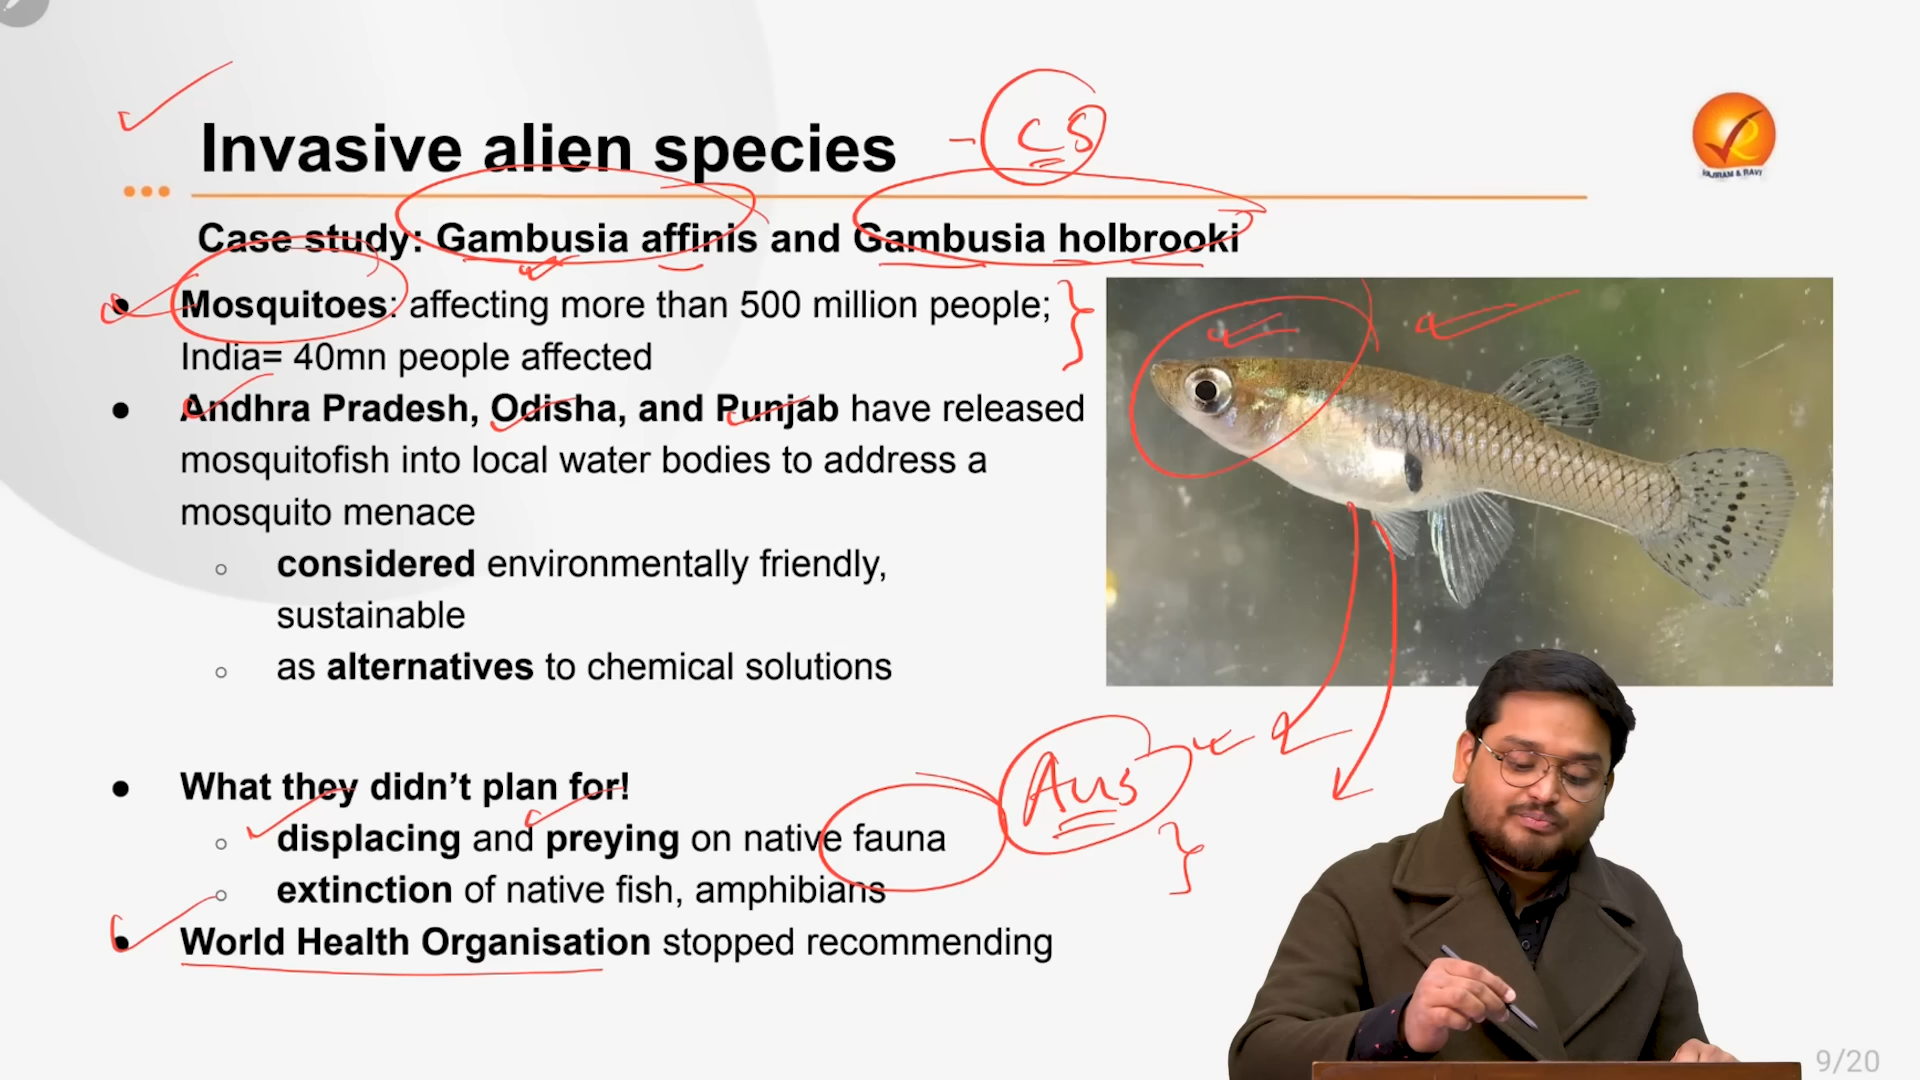 Invasive alien species
- CS
VAJIRAM & RAVI
Case study: Gambusia affinis and Gambusia holbrooki
● Mosquitoes: affecting more than 500 million people;
India= 40mn people affected
● Andhra Pradesh, Odisha, and Punjab have released
mosquitofish into local water bodies to address a
mosquito menace
○ considered environmentally friendly,
sustainable
○ as alternatives to chemical solutions
● What they didn’t plan for!
Aus
○ displacing and preying on native fauna
○ extinction of native fish, amphibians
● World Health Organisation stopped recommending
9/20